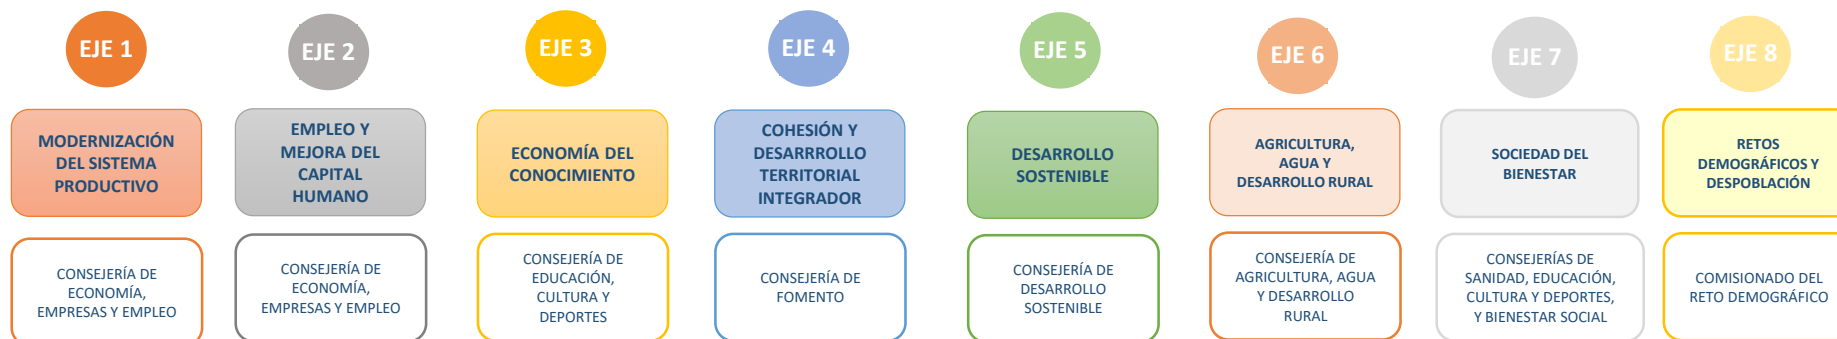 EJE 1
EJE 2
EJE 3
EJE 4
EJE 5
EJE 6
EJE 7
EJE 8
MODERNIZACIÓN
DEL SISTEMA
PRODUCTIVO
EMPLEO Y
MEJORA DEL
CAPITAL
HUMANO
ECONOMÍA DEL
CONOCIMIENTO
COHESIÓN Y
DESARRROLLO
TERRITORIAL
INTEGRADOR
DESARROLLO
SOSTENIBLE
AGRICULTURA,
AGUA Y
DESARROLLO RURAL
SOCIEDAD DEL
BIENESTAR
RETOS
DEMOGRÁFICOS Y
DESPOBLACIÓN
CONSEJERÍA DE
ECONOMÍA,
EMPRESAS Y EMPLEO
CONSEJERÍA DE
ECONOMÍA,
EMPRESAS Y EMPLEO
CONSEJERÍA DE
EDUCACIÓN,
CULTURA Y
DEPORTES
CONSEJERÍA DE
FOMENTO
CONSEJERÍA DE
DESARROLLO
SOSTENIBLE
CONSEJERÍA DE
AGRICULTURA, AGUA
Y DESARROLLO
RURAL
CONSEJERÍAS DE
SANIDAD, EDUCACIÓN,
CULTURA Y DEPORTES,
Y BIENESTAR SOCIAL
COMISIONADO DEL
RETO DEMOGRÁFICO